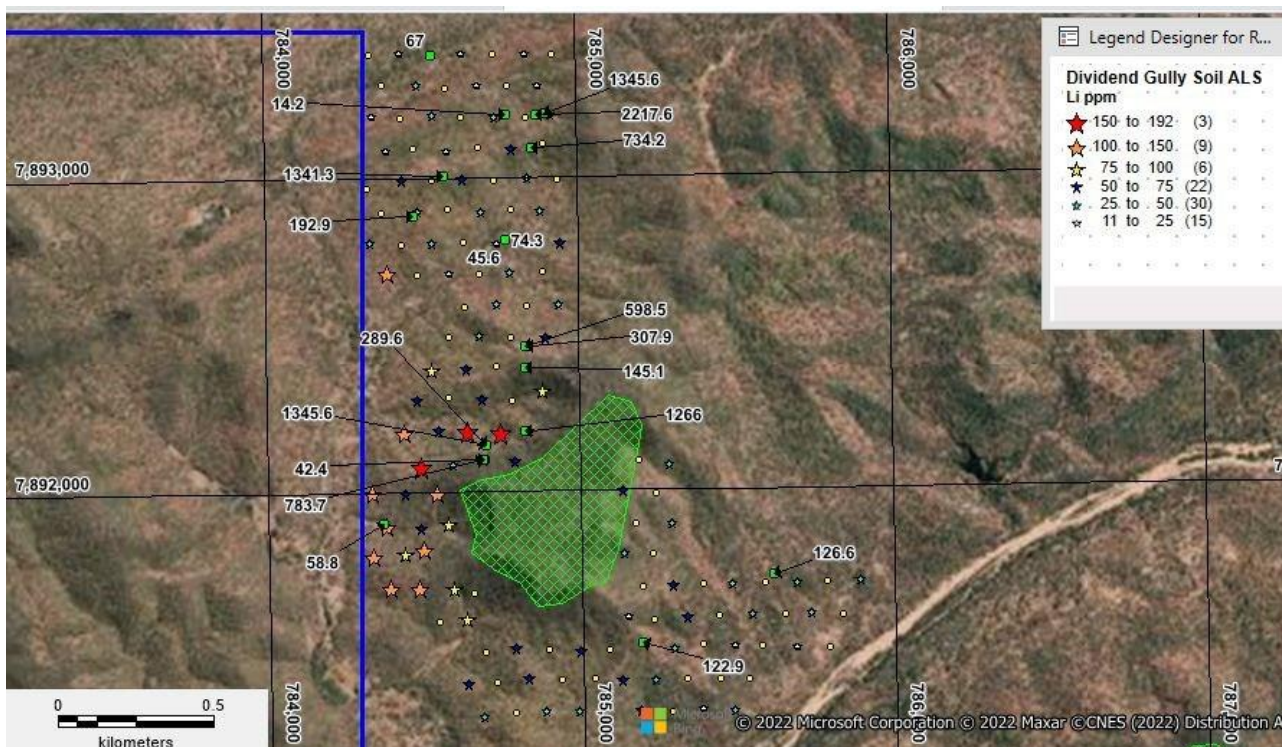 Legend Designer for R...
Dividend Gully Soil ALS
Li ppm
150 to 192 (3)
100 to 150 (9)
75 to 100 (6)
50 to 75 (22)
25 to 50 (30)
11 to 25 (15)
784,000
785,000
786,000
67
1345.6
14.2
2217.6
734.2
7,893,000
1341.3
192.9
74.3
45.6
598.5
289.6
307.9
145.1
1345.6
1266
42.4
7,892,000
783.7
58.8
126.6
122.9
784,000
785,000
786,000
787,000
0 0.5
kilometers
© 2022 Microsoft Corporation © 2022 Maxar ©CNES (2022) Distribution A